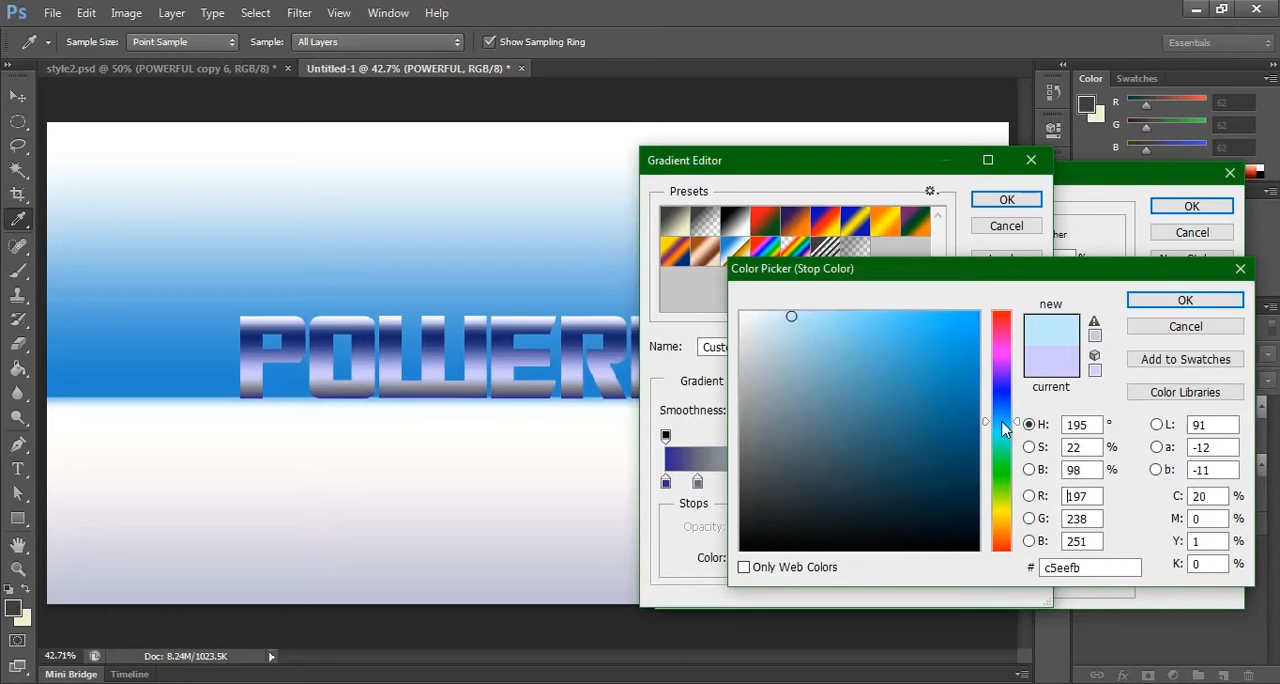 Ps File Edit Image Layer Type Select Filter View Window Help
Sample Size: Point Sample Sample: All Layers Show Sampling Ring Essentials
style2.psd @ 50% (POWERFUL copy 6, RGB/8) * × Untitled-1 @ 42.7% (POWERFUL, RGB/8) * ×
Color Swatches
R 62
G 62
B 62
Gradient Editor
Presets
OK
Cancel
OK
Cancel
%
Name: Custo
Gradient
Smoothness:
Stops
Opacity:
Color:
POWER
Color Picker (Stop Color)
new
current
OK
Cancel
Add to Swatches
Color Libraries
H: 195 ° L: 91
S: 22 % a: -12
B: 98 % b: -11
R: 197 C: 20 %
G: 238 M: 0 %
B: 251 Y: 1 %
Only Web Colors # c5eefb K: 0 %
42.71% Doc: 8.24M/1023.5K
Mini Bridge Timeline